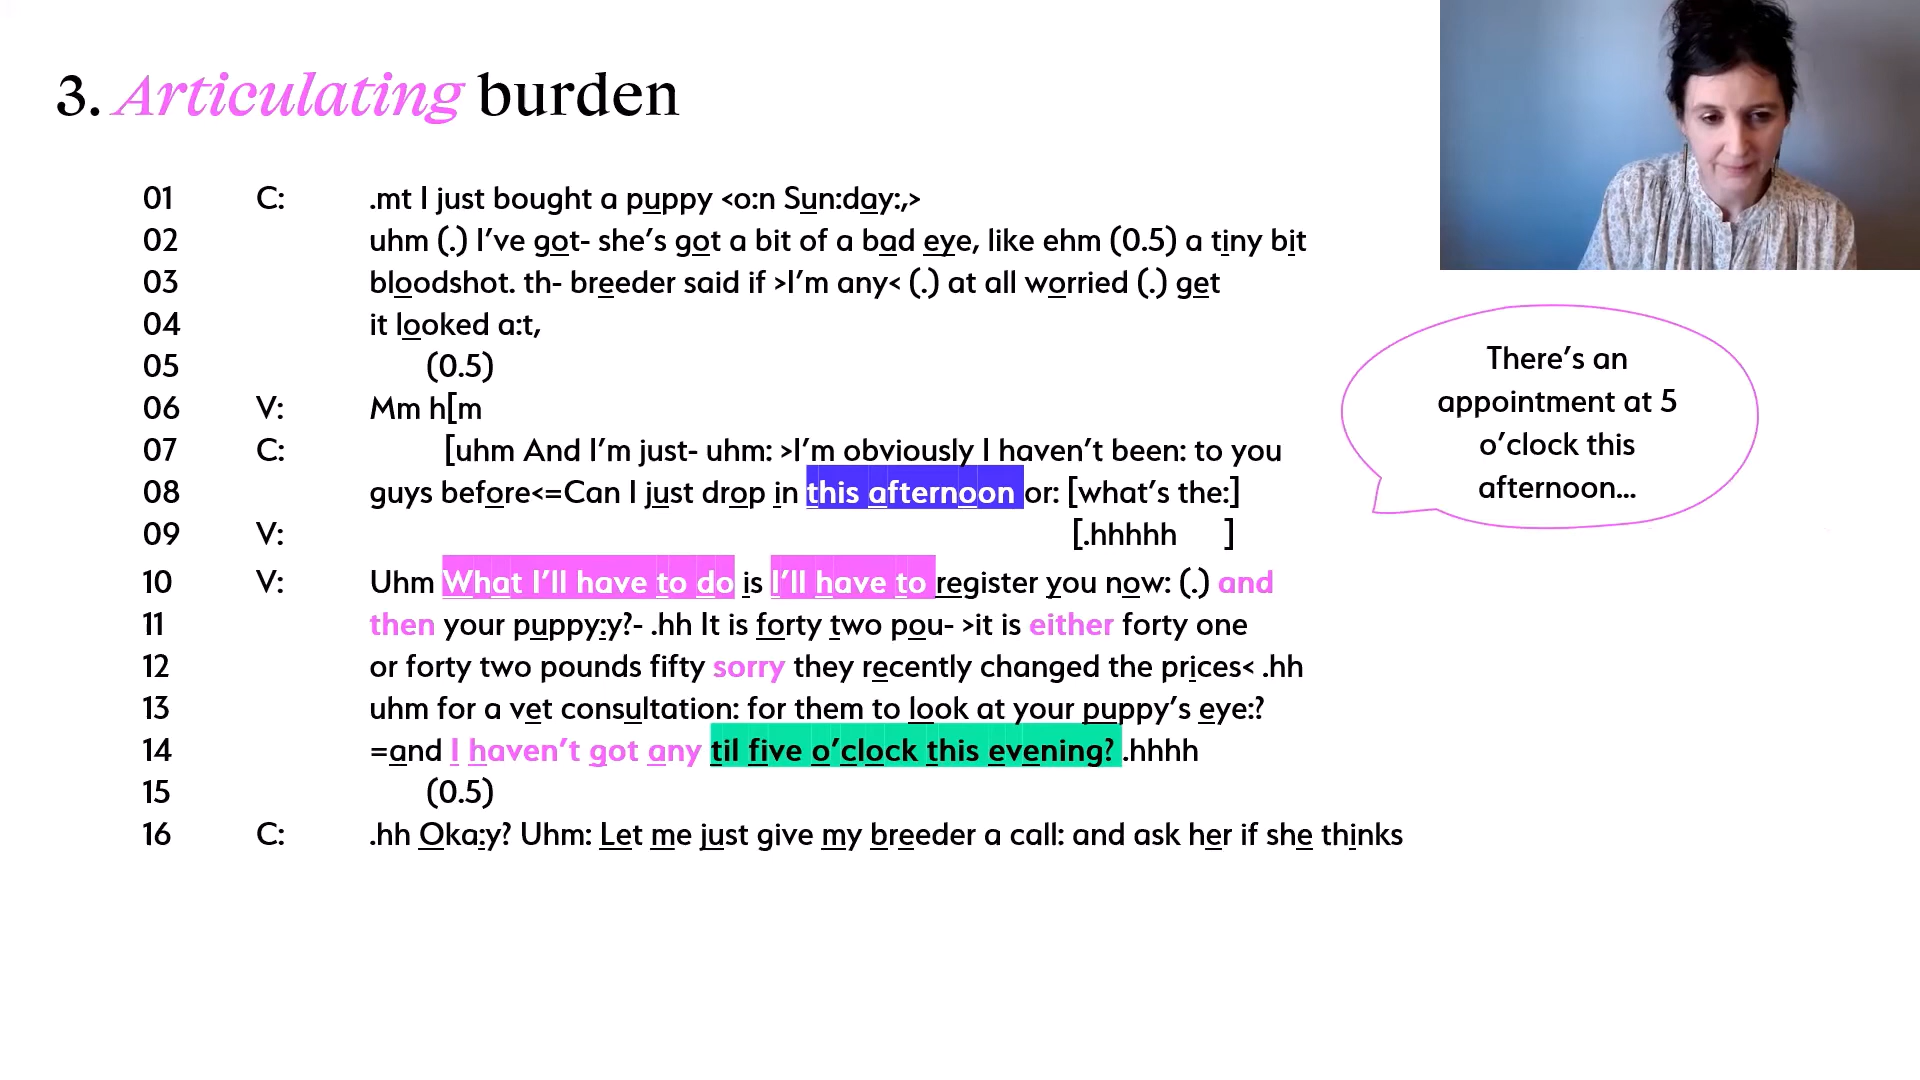 3. Articulating burden
01 C: .mt I just bought a puppy <o:n Sun:day:,>
02 uhm (.) I’ve got- she’s got a bit of a bad eye, like ehm (0.5) a tiny bit
03 bloodshot. th- breeder said if >I’m any< (.) at all worried (.) get
04 it looked a:t,
05 (0.5)
06 V: Mm h[m
07 C: [uhm And I’m just- uhm: >I’m obviously I haven’t been: to you
08 guys before<=Can I just drop in this afternoon or: [what’s the:]
09 V: [.hhhhh ]
10 V: Uhm What I’ll have to do is I’ll have to register you now: (.) and
11 then your puppy:y?- .hh It is forty two pou- >it is either forty one
12 or forty two pounds fifty sorry they recently changed the prices< .hh
13 uhm for a vet consultation: for them to look at your puppy’s eye:?
14 =and I haven’t got any til five o’clock this evening? .hhhh
15 (0.5)
16 C: .hh Oka:y? Uhm: Let me just give my breeder a call: and ask her if she thinks
There’s an
appointment at 5
o’clock this
afternoon…